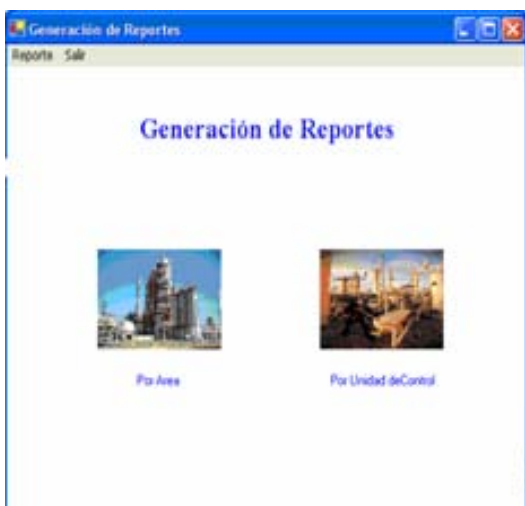 Generación de Reportes
Reporte Salir
Generación de Reportes
Por Area
Por Unidad deControl